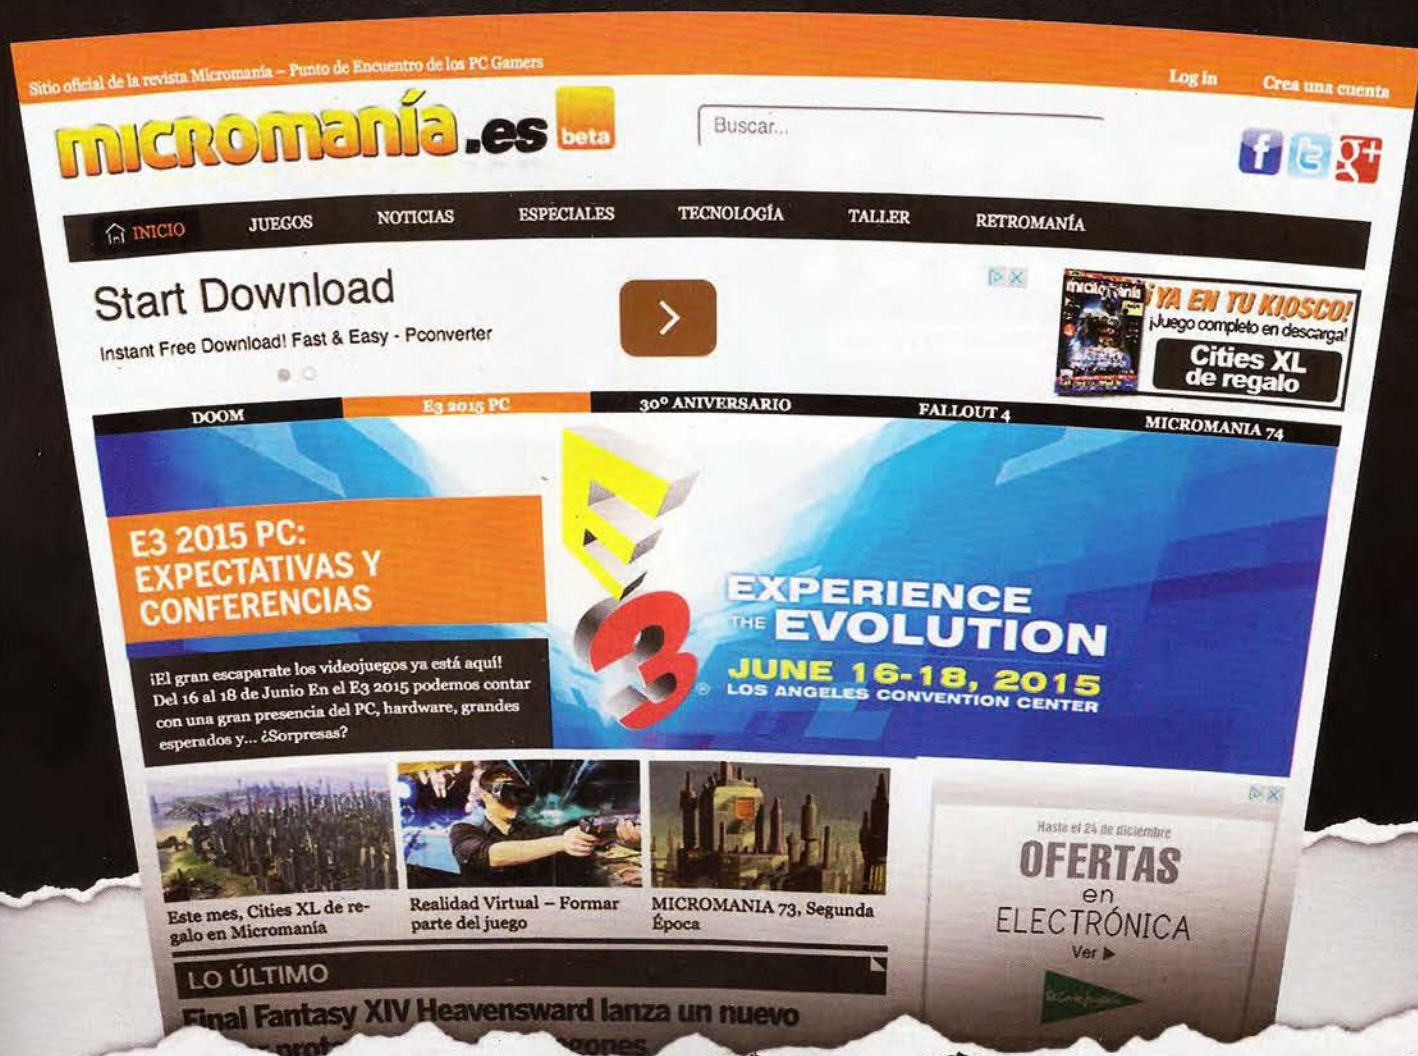 Sitio oficial de la revista Micromanía – Punto de Encuentro de los PC Gamers
Log in
Crea una cuenta
micromanía.es
beta
Buscar...
f
t
g+
INICIO
JUEGOS
NOTICIAS
ESPECIALES
TECNOLOGÍA
TALLER
RETROMANÍA
Start Download
Instant Free Download! Fast & Easy - Pconverter
micromanía
¡YA EN TU KIOSCO!
¡Juego completo en descarga!
Cities XL
de regalo
DOOM
E3 2015 PC
30º ANIVERSARIO
FALLOUT 4
MICROMANIA 74
E3 2015 PC:
EXPECTATIVAS Y
CONFERENCIAS
¡El gran escaparate los videojuegos ya está aquí!
Del 16 al 18 de Junio En el E3 2015 podemos contar
con una gran presencia del PC, hardware, grandes
esperados y... ¿Sorpresas?
E3
®
EXPERIENCE
THE EVOLUTION
JUNE 16-18, 2015
LOS ANGELES CONVENTION CENTER
Este mes, Cities XL de re-
galo en Micromanía
Realidad Virtual – Formar
parte del juego
MICROMANIA 73, Segunda
Época
Hasta el 24 de diciembre
OFERTAS
en
ELECTRÓNICA
Ver
El Corte Inglés
LO ÚLTIMO
Final Fantasy XIV Heavensward lanza un nuevo